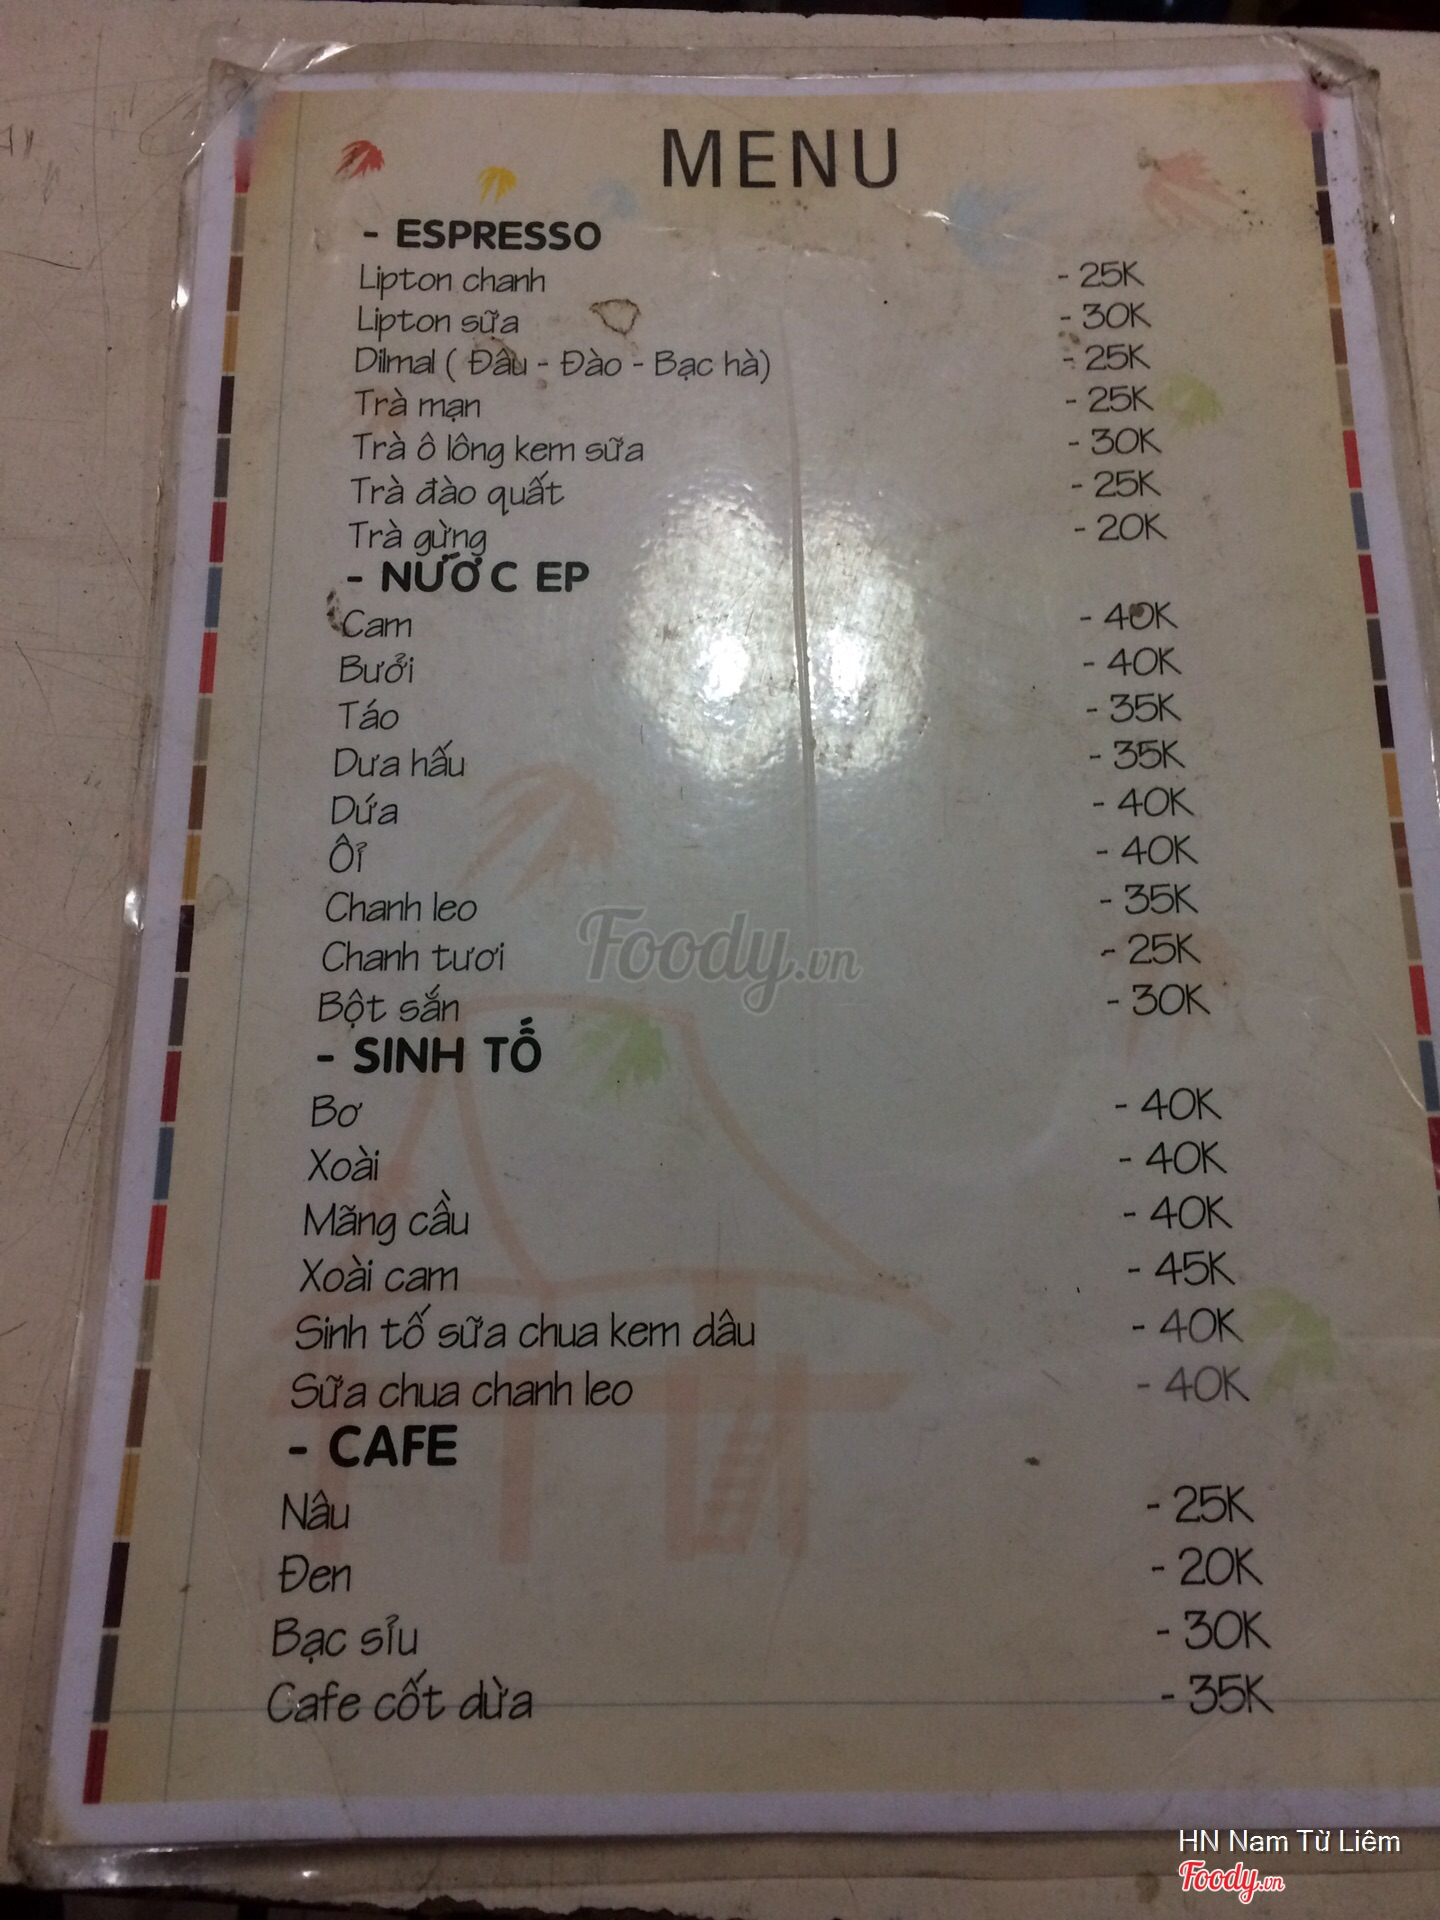 MENU
- ESPRESSO
Lipton chanh - 25K
Lipton sữa - 30K
Dilmal ( Đâu - Đào - Bạc hà) - 25K
Trà mạn - 25K
Trà ô lông kem sữa - 30K
Trà đào quất - 25K
Trà gừng - 20K
- NƯỚC EP
Cam - 40K
Bưởi - 40K
Táo - 35K
Dưa hấu - 35K
Dứa - 40K
Ổi - 40K
Chanh leo - 35K
Chanh tươi - 25K
Bột sắn - 30K
- SINH TỐ
Bơ - 40K
Xoài - 40K
Mãng cầu - 40K
Xoài cam - 45K
Sinh tố sữa chua kem dâu - 40K
Sữa chua chanh leo - 40K
- CAFE
Nâu - 25K
Đen - 20K
Bạc sỉu - 30K
Cafe cốt dừa - 35K
Foody.vn
HN Nam Từ Liêm
Foody.vn